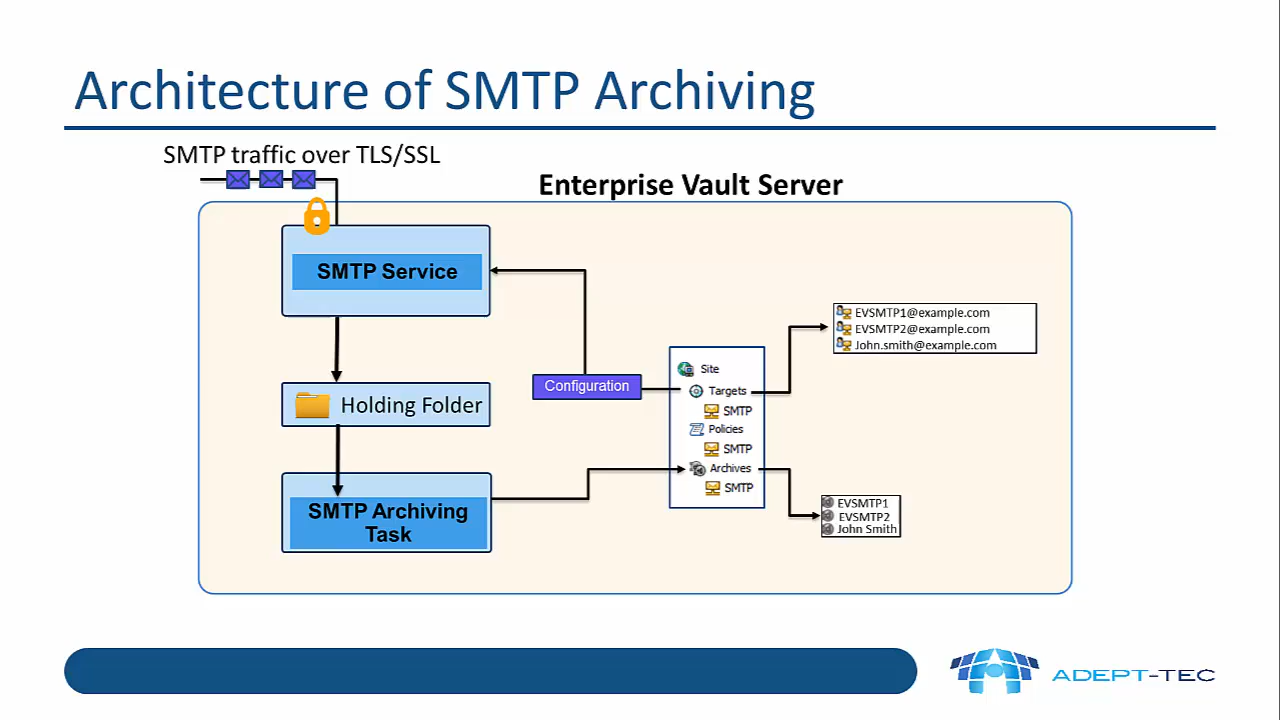 Architecture of SMTP Archiving
SMTP traffic over TLS/SSL
Enterprise Vault Server
SMTP Service
Holding Folder
SMTP Archiving
Task
Configuration
Site
Targets
SMTP
Policies
SMTP
Archives
SMTP
EVSMTP1@example.com
EVSMTP2@example.com
John.smith@example.com
EVSMTP1
EVSMTP2
John Smith
ADEPT-TEC